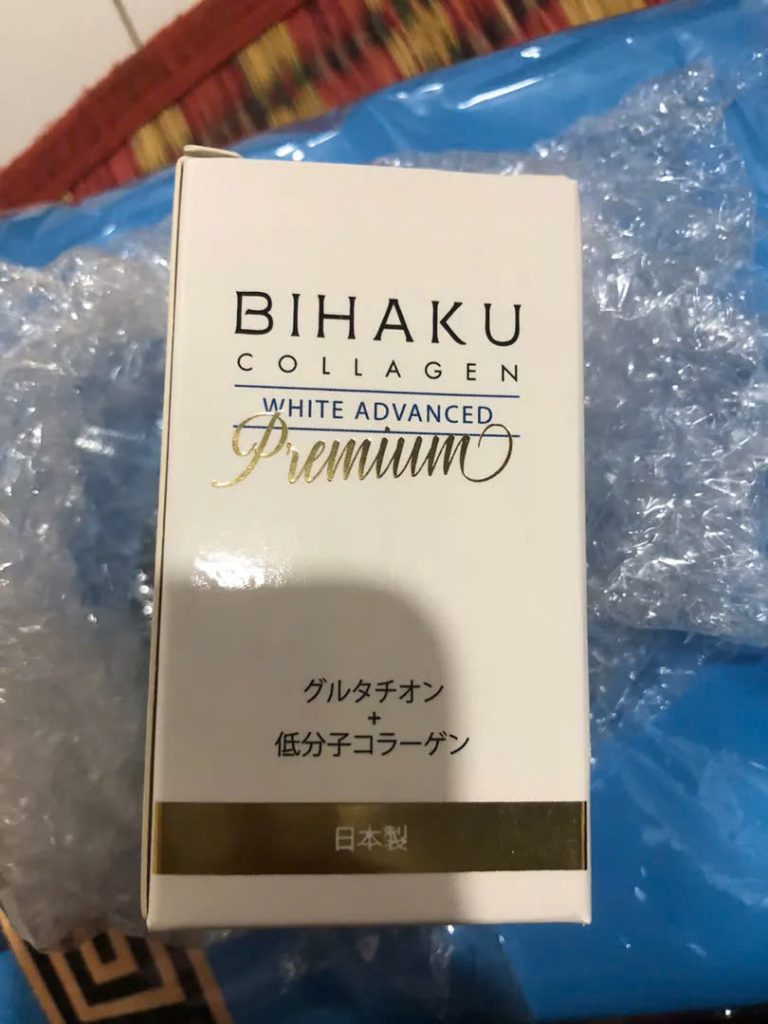 BIHAKU
COLLAGEN
WHITE ADVANCED
Premium
グルタチオン
+
低分子コラーゲン
日本製